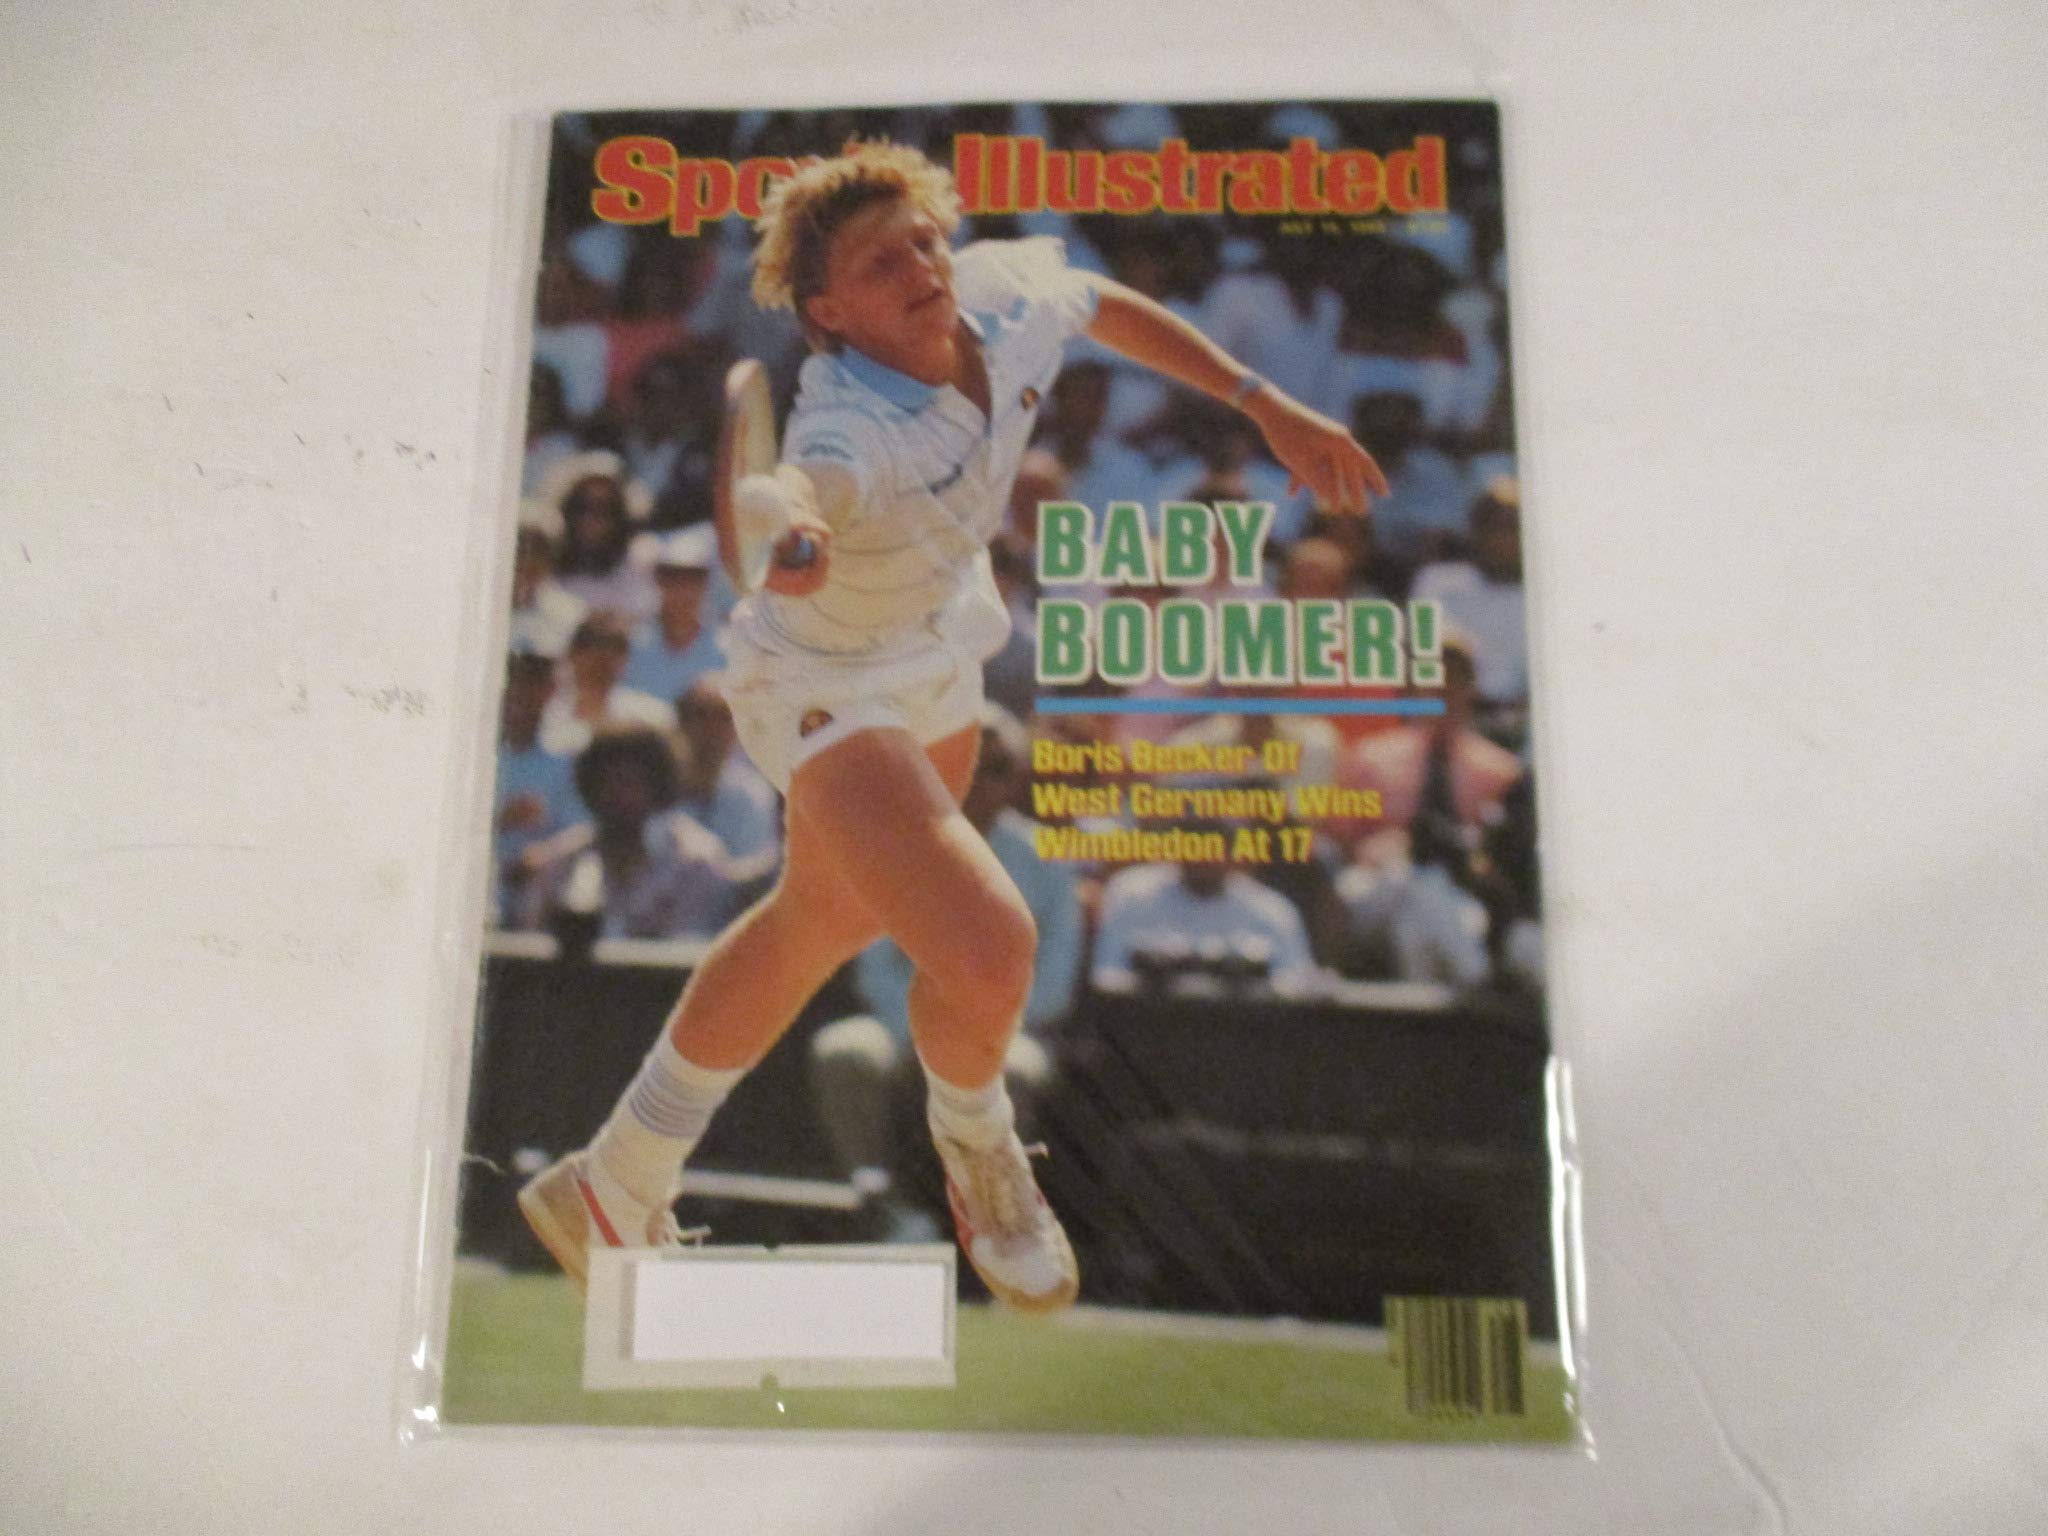 Sports Illustrated
BABY
BOOMER!
Boris Becker Of
West Germany Wins
Wimbledon At 17